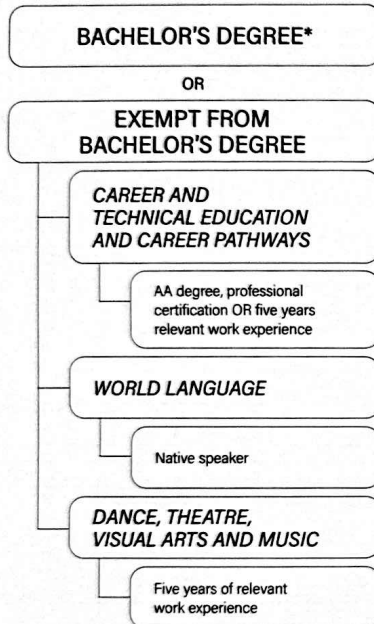 BACHELOR'S DEGREE*
OR
EXEMPT FROM
BACHELOR'S DEGREE
CAREER AND
TECHNICAL EDUCATION
AND CAREER PATHWAYS
AA degree, professional
certification OR five years
relevant work experience
WORLD LANGUAGE
Native speaker
DANCE, THEATRE,
VISUAL ARTS AND MUSIC
Five years of relevant
work experience